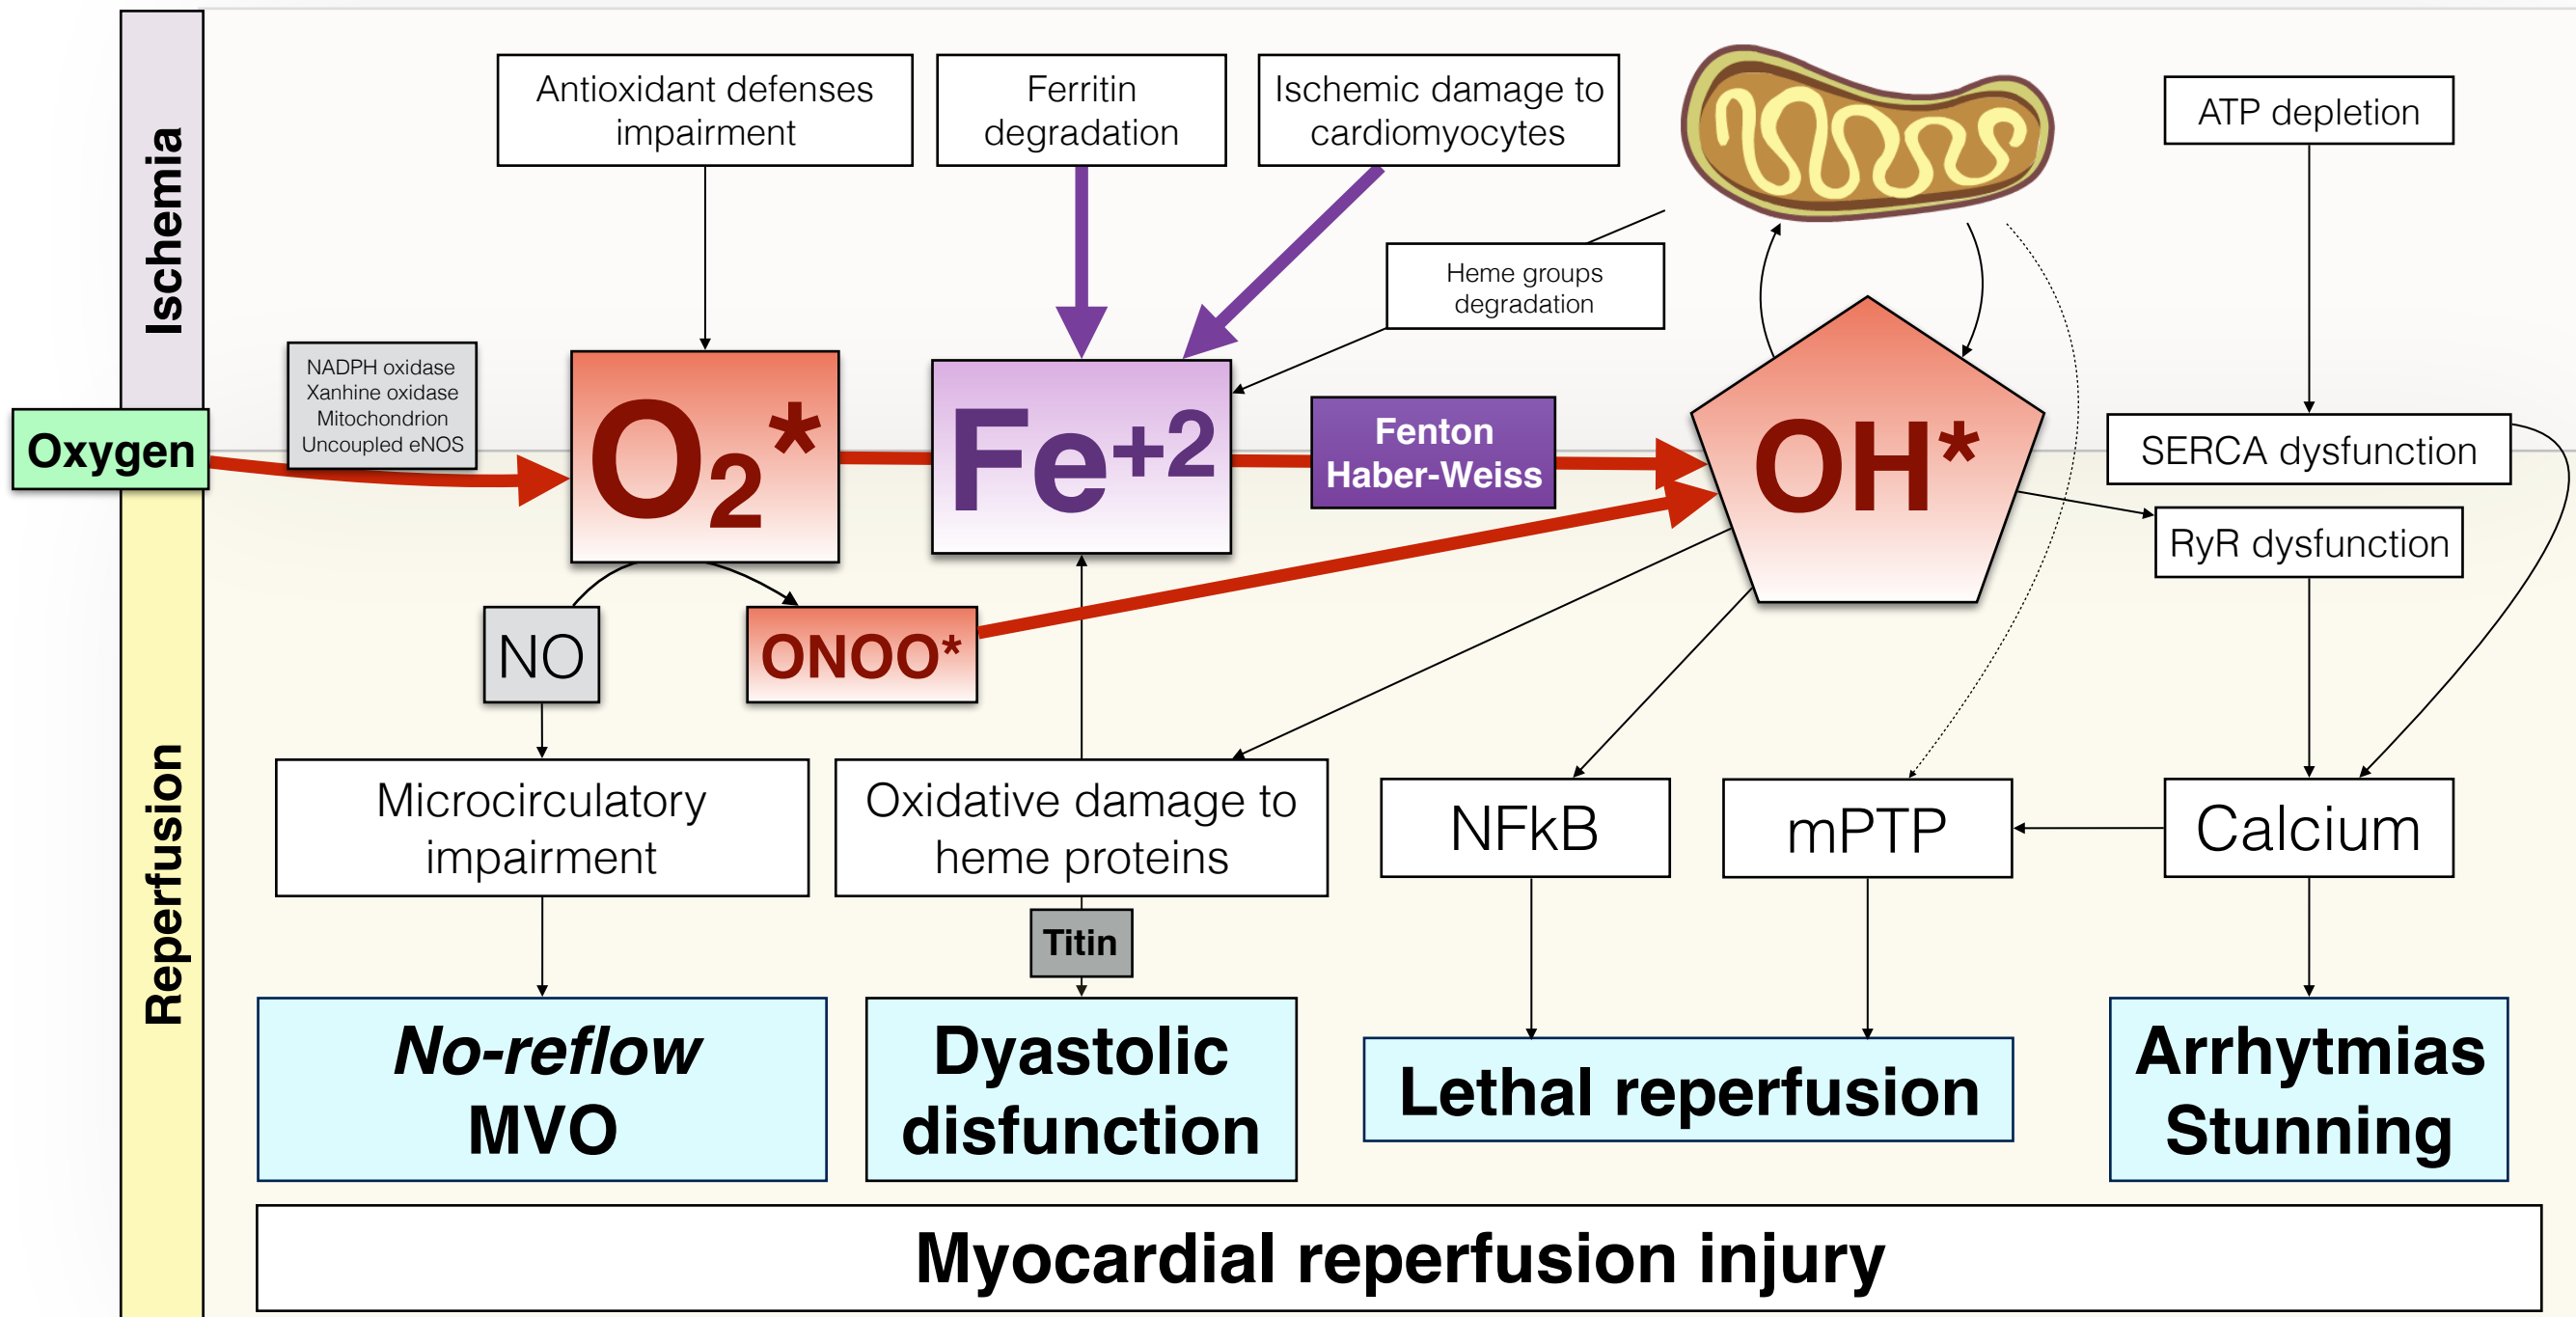 Ischemia
Reperfusion
Oxygen
Antioxidant defenses
impairment
Ferritin
degradation
Ischemic damage to
cardiomyocytes
ATP depletion
Heme groups
degradation
NADPH oxidase
Xanhine oxidase
Mitochondrion
Uncoupled eNOS
O₂*
Fe⁺²
Fenton
Haber-Weiss
OH*
SERCA dysfunction
RyR dysfunction
NO
ONOO*
Microcirculatory
impairment
Oxidative damage to
heme proteins
NFkB
mPTP
Calcium
Titin
No-reflow
MVO
Dyastolic
disfunction
Lethal reperfusion
Arrhytmias
Stunning
Myocardial reperfusion injury